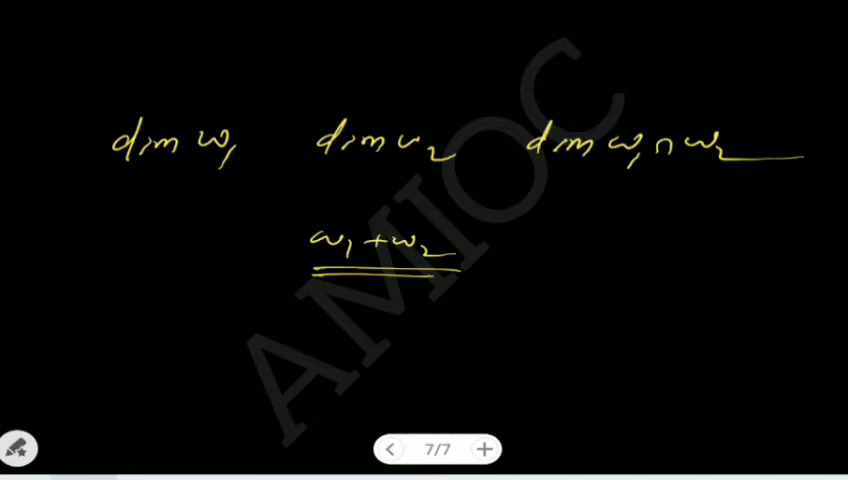 dim w₁ dim w₂ dim w₁ ∩ w₂
w₁ + w₂
AMIOC
7/7